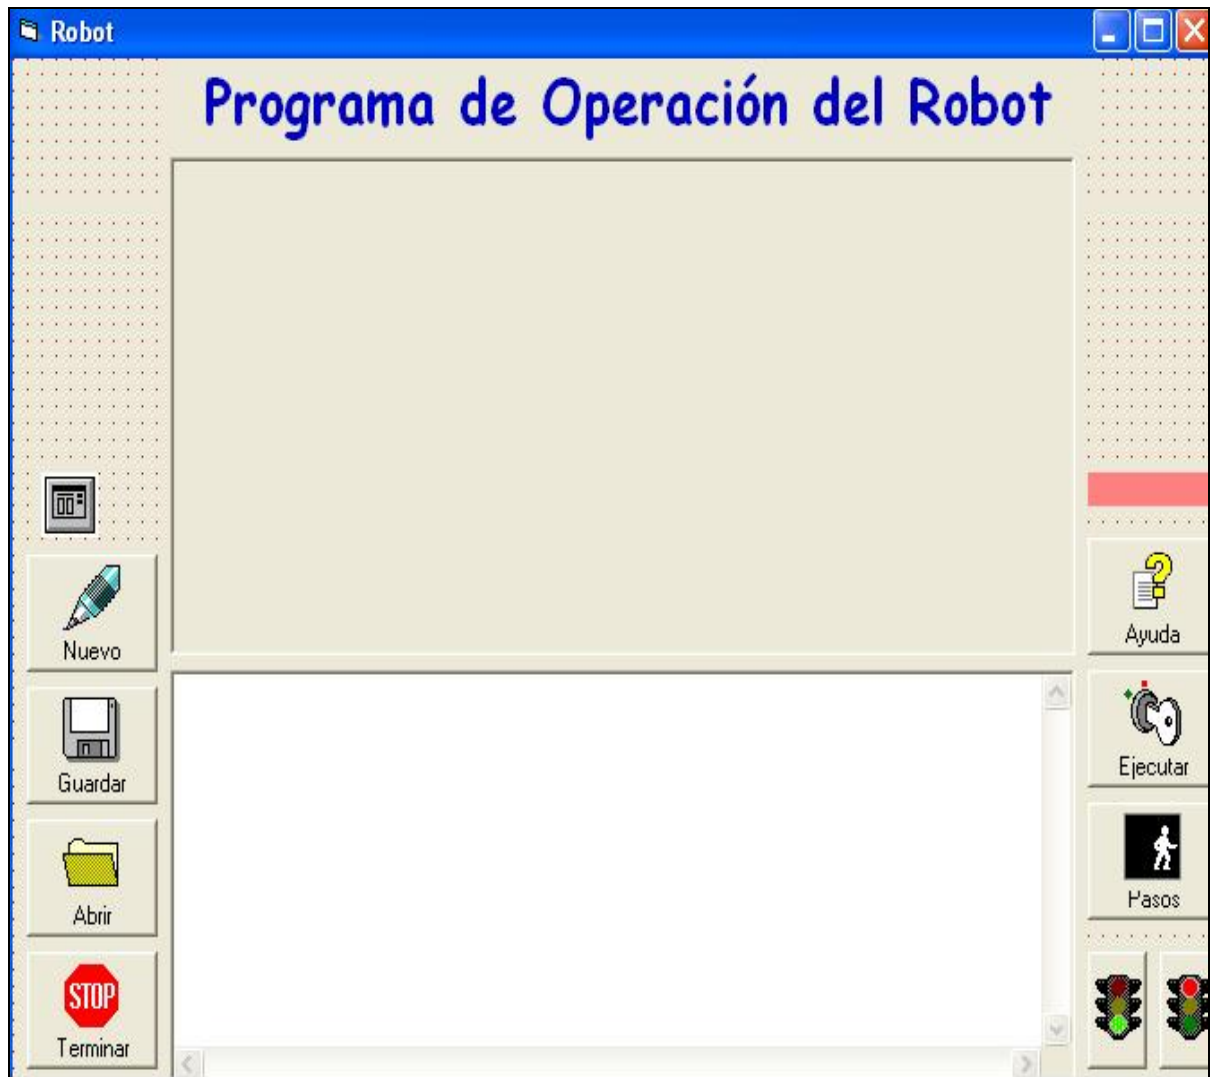 Robot
Programa de Operación del Robot
Nuevo
Guardar
Abrir
STOP
Terminar
Ayuda
Ejecutar
Pasos